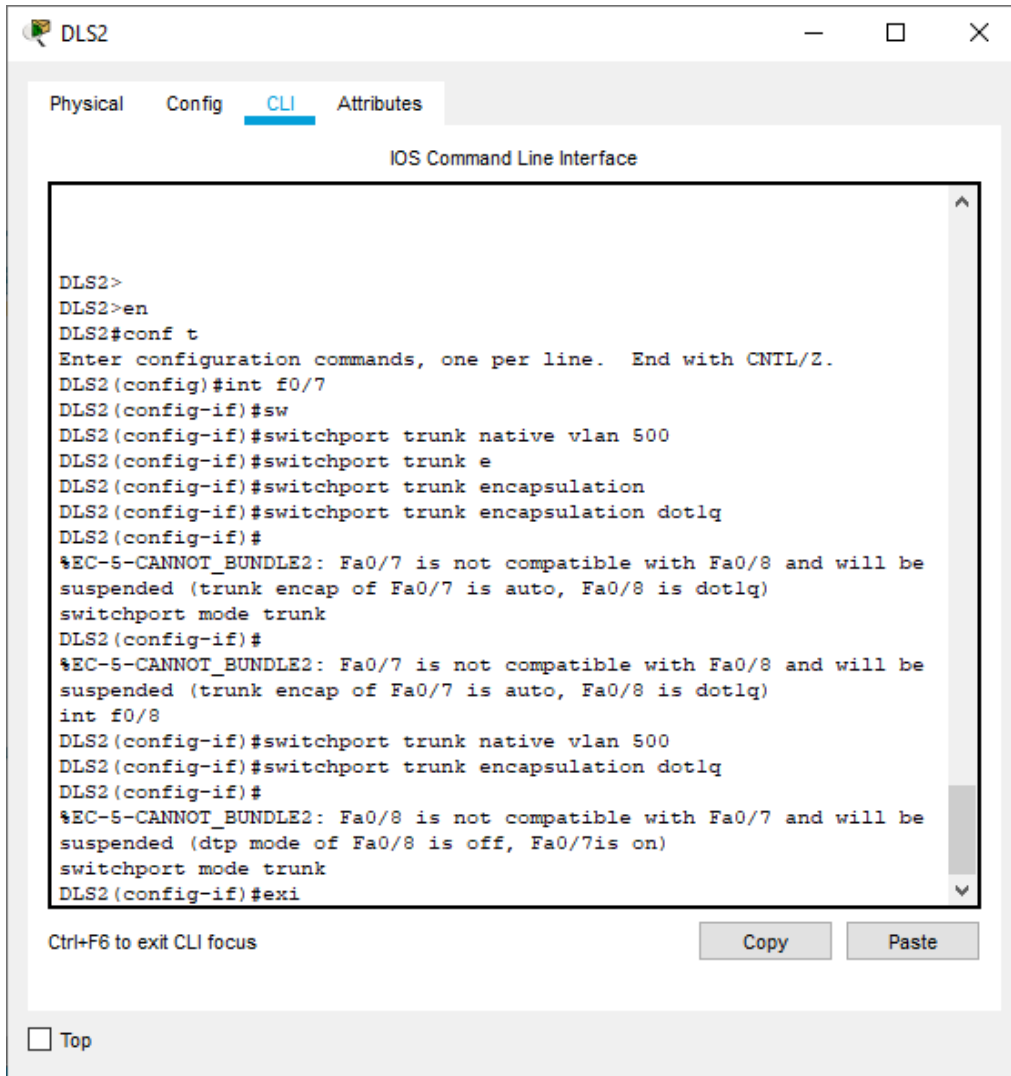 DLS2
Physical Config CLI Attributes
IOS Command Line Interface
DLS2>
DLS2>en
DLS2#conf t
Enter configuration commands, one per line.  End with CNTL/Z.
DLS2(config)#int f0/7
DLS2(config-if)#sw
DLS2(config-if)#switchport trunk native vlan 500
DLS2(config-if)#switchport trunk e
DLS2(config-if)#switchport trunk encapsulation
DLS2(config-if)#switchport trunk encapsulation dot1q
DLS2(config-if)#
%EC-5-CANNOT_BUNDLE2: Fa0/7 is not compatible with Fa0/8 and will be
suspended (trunk encap of Fa0/7 is auto, Fa0/8 is dot1q)
switchport mode trunk
DLS2(config-if)#
%EC-5-CANNOT_BUNDLE2: Fa0/7 is not compatible with Fa0/8 and will be
suspended (trunk encap of Fa0/7 is auto, Fa0/8 is dot1q)
int f0/8
DLS2(config-if)#switchport trunk native vlan 500
DLS2(config-if)#switchport trunk encapsulation dot1q
DLS2(config-if)#
%EC-5-CANNOT_BUNDLE2: Fa0/8 is not compatible with Fa0/7 and will be
suspended (dtp mode of Fa0/8 is off, Fa0/7is on)
switchport mode trunk
DLS2(config-if)#exi
Ctrl+F6 to exit CLI focus
Copy Paste
Top